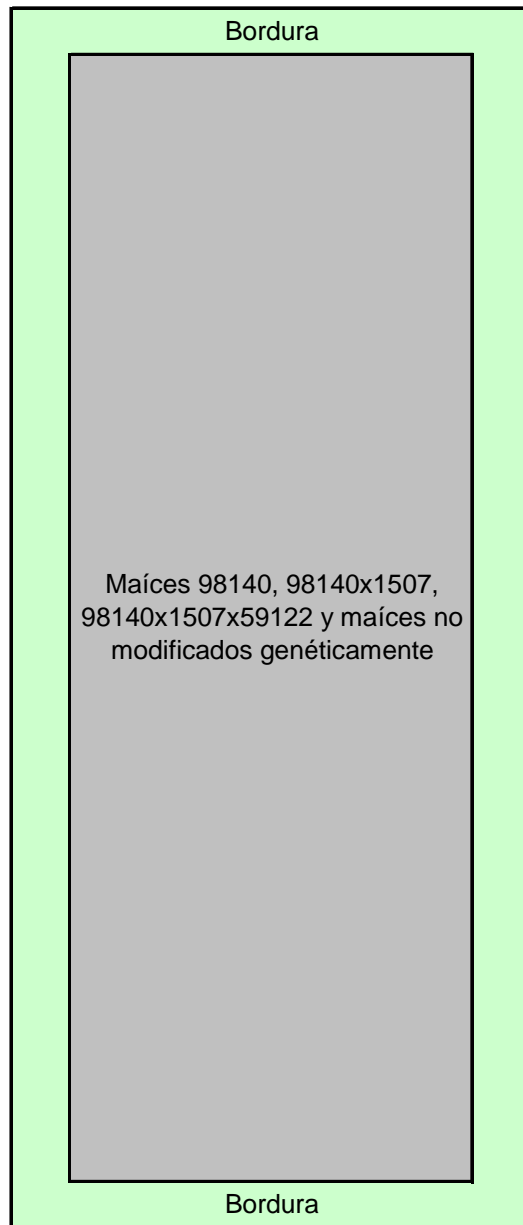 Bordura
Maíces 98140, 98140x1507,
98140x1507x59122 y maíces no
modificados genéticamente
Bordura